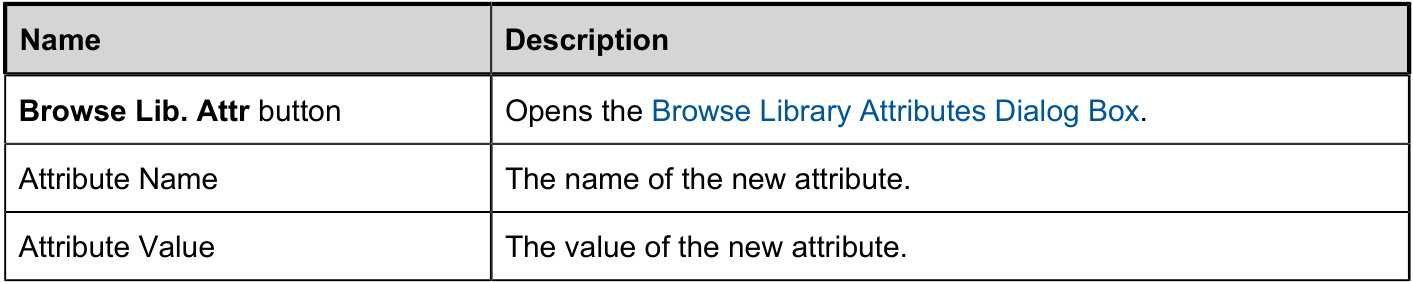 Name Description
Browse Lib. Attr button Opens the Browse Library Attributes Dialog Box.
Attribute Name The name of the new attribute.
Attribute Value The value of the new attribute.